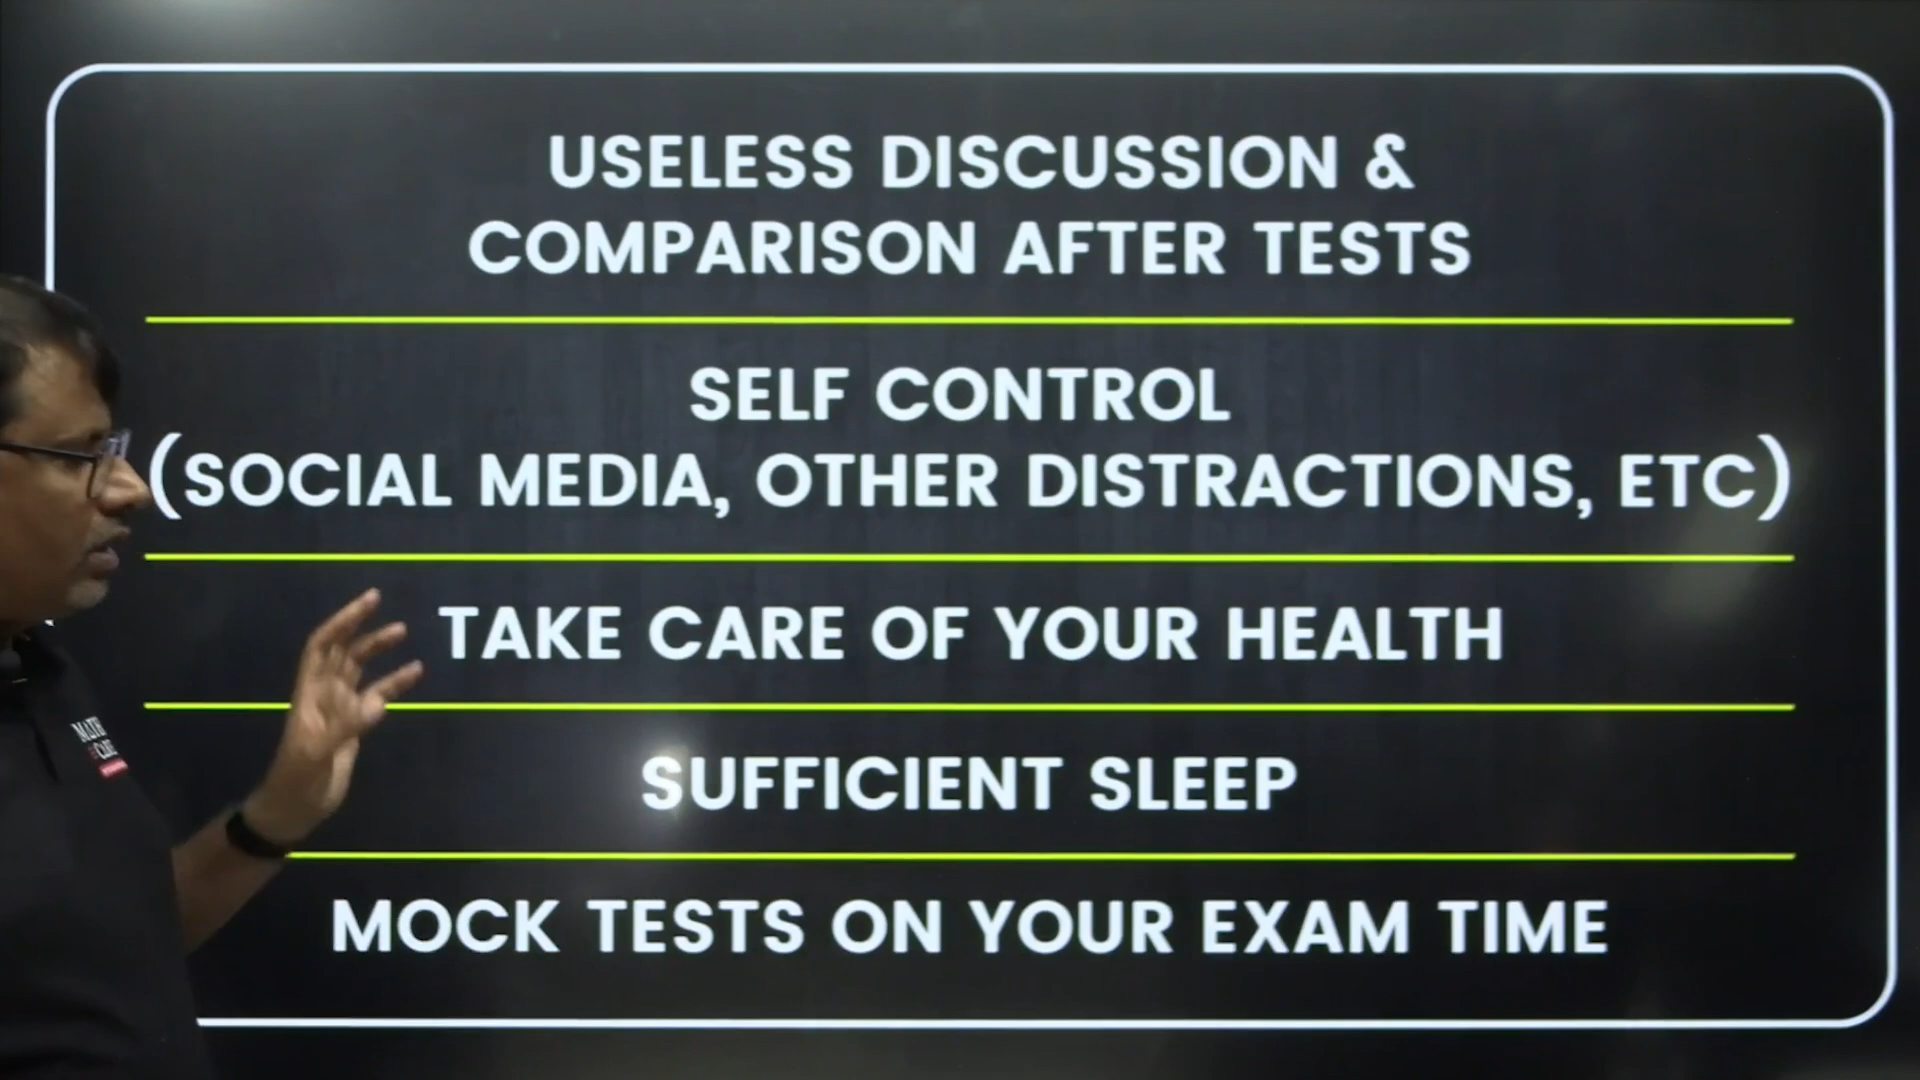 USELESS DISCUSSION &
COMPARISON AFTER TESTS
SELF CONTROL
(SOCIAL MEDIA, OTHER DISTRACTIONS, ETC)
TAKE CARE OF YOUR HEALTH
SUFFICIENT SLEEP
MOCK TESTS ON YOUR EXAM TIME